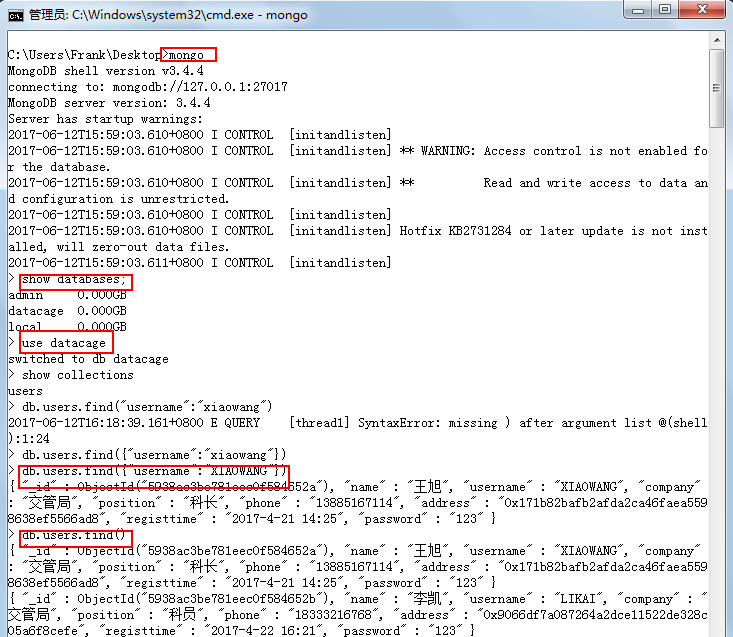 管理员: C:\Windows\system32\cmd.exe - mongo
C:\Users\Frank\Desktop>mongo
MongoDB shell version v3.4.4
connecting to: mongodb://127.0.0.1:27017
MongoDB server version: 3.4.4
Server has startup warnings:
2017-06-12T15:59:03.610+0800 I CONTROL  [initandlisten]
2017-06-12T15:59:03.610+0800 I CONTROL  [initandlisten] ** WARNING: Access control is not enabled fo
r the database.
2017-06-12T15:59:03.610+0800 I CONTROL  [initandlisten] **          Read and write access to data an
d configuration is unrestricted.
2017-06-12T15:59:03.610+0800 I CONTROL  [initandlisten]
2017-06-12T15:59:03.610+0800 I CONTROL  [initandlisten] Hotfix KB2731284 or later update is not inst
alled, will zero-out data files.
2017-06-12T15:59:03.611+0800 I CONTROL  [initandlisten]
> show databases;
admin     0.000GB
datacage  0.000GB
local     0.000GB
> use datacage
switched to db datacage
> show collections
users
> db.users.find("username":"xiaowang")
2017-06-12T16:18:39.161+0800 E QUERY    [thread1] SyntaxError: missing ) after argument list @(shell
):1:24
> db.users.find({"username":"xiaowang"})
> db.users.find({"username":"XIAOWANG"})
{ "_id" : ObjectId("5938ac3be781eec0f584652a"), "name" : "王旭", "username" : "XIAOWANG", "company"
: "交管局", "position" : "科长", "phone" : "13885167114", "address" : "0x171b82bafb2afda2ca46faea559
8638ef5566ad8", "registtime" : "2017-4-21 14:25", "password" : "123" }
> db.users.find()
{ "_id" : ObjectId("5938ac3be781eec0f584652a"), "name" : "王旭", "username" : "XIAOWANG", "company"
: "交管局", "position" : "科长", "phone" : "13885167114", "address" : "0x171b82bafb2afda2ca46faea559
8638ef5566ad8", "registtime" : "2017-4-21 14:25", "password" : "123" }
{ "_id" : ObjectId("5938ac3be781eec0f584652b"), "name" : "李凯", "username" : "LIKAI", "company" :
"交管局", "position" : "科员", "phone" : "18333216768", "address" : "0x9066df7a087264a2dce11522de328c
05a6f8cefe", "registtime" : "2017-4-22 16:21", "password" : "123" }